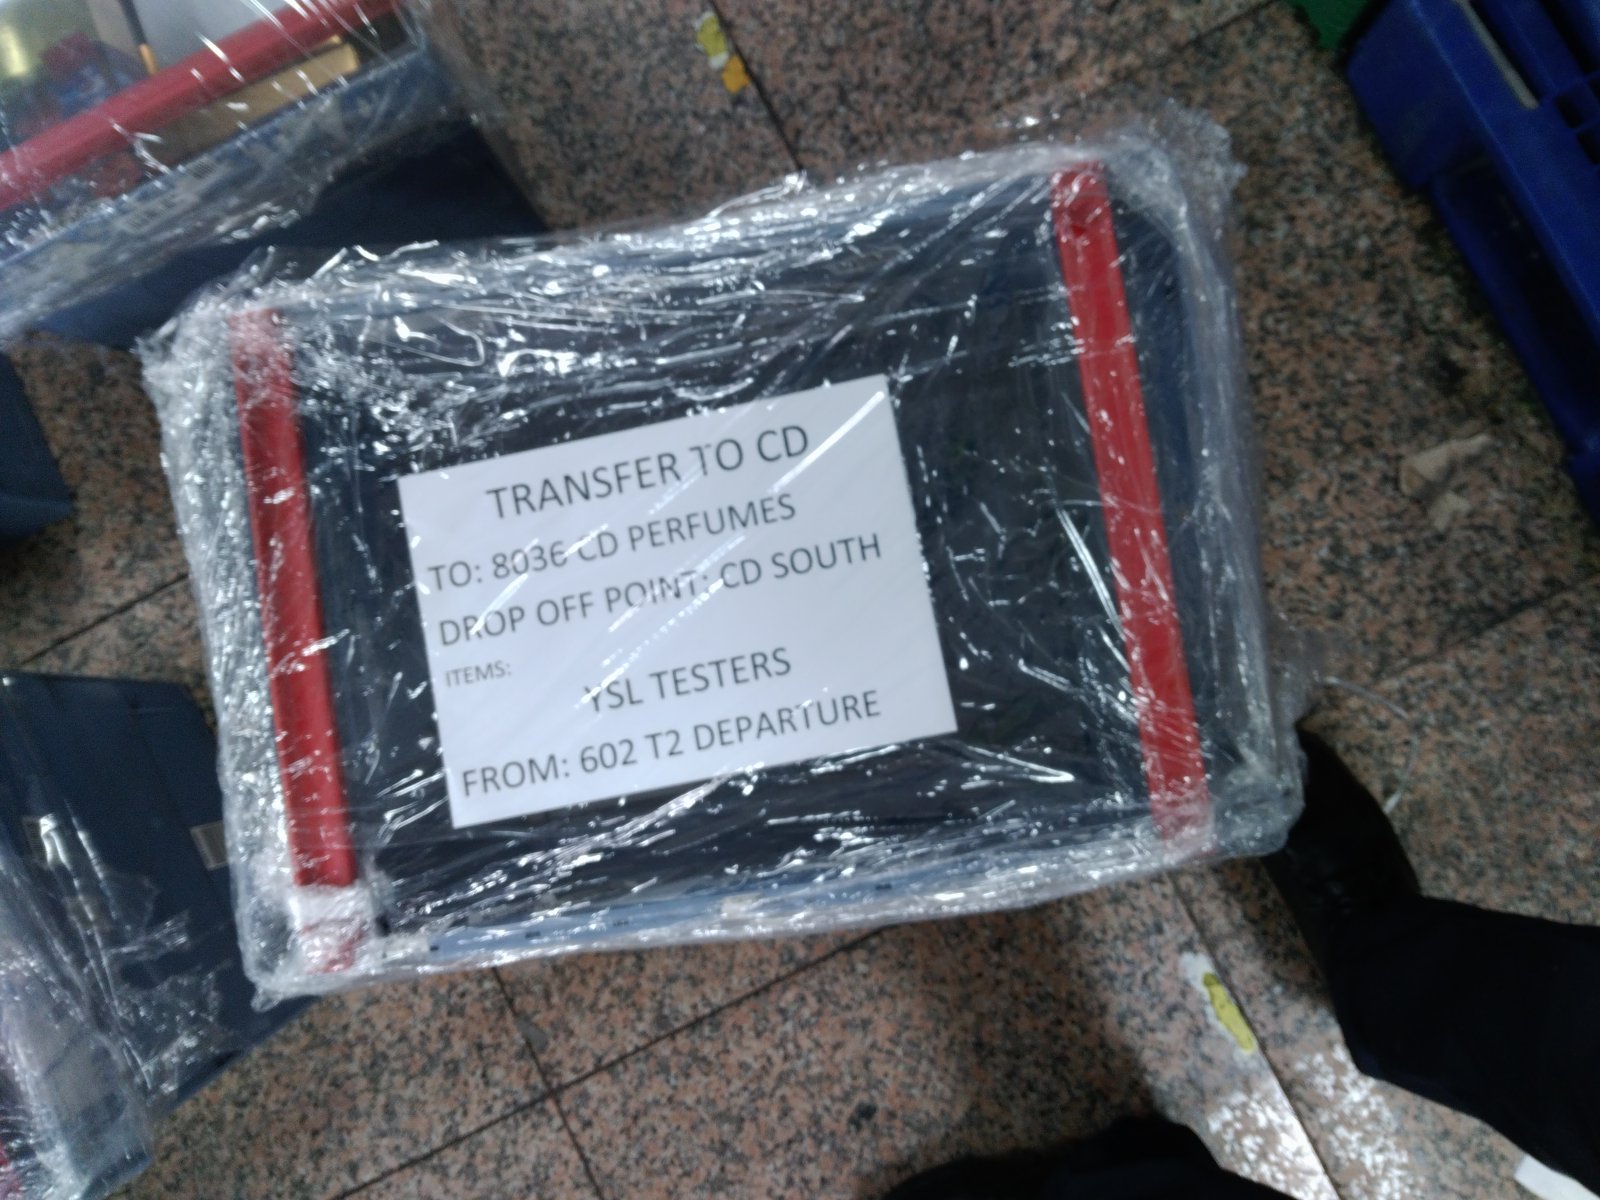 TRANSFER TO CD
TO: 8036 CD PERFUMES
DROP OFF POINT: CD SOUTH
ITEMS:
YSL TESTERS
FROM: 602 T2 DEPARTURE